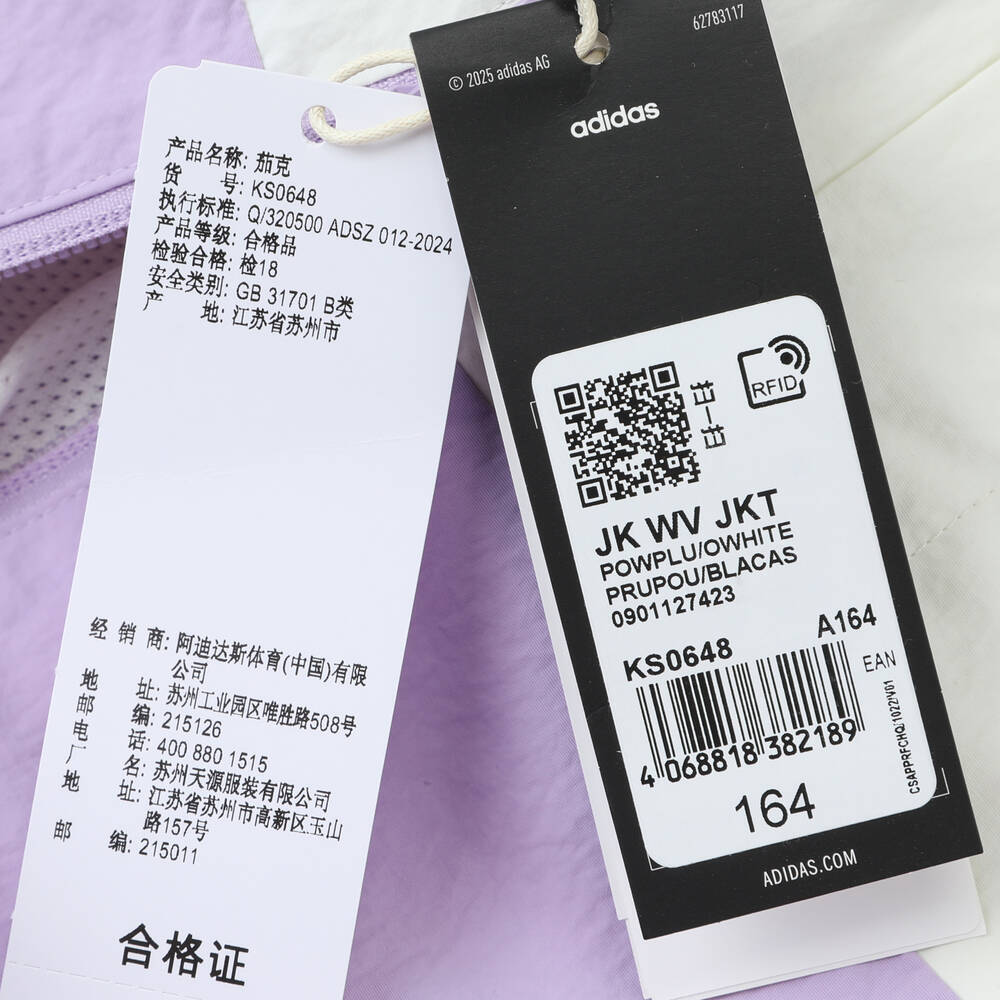 产品名称: 茄克
货 号: KS0648
执行标准: Q/320500 ADSZ 012-2024
产品等级: 合格品
检验合格: 检18
安全类别: GB 31701 B类
产 地: 江苏省苏州市
经 销 商: 阿迪达斯体育(中国)有限
公司
地 址: 苏州工业园区唯胜路508号
邮 编: 215126
电 话: 400 880 1515
厂 名: 苏州天源服装有限公司
地 址: 江苏省苏州市高新区玉山
路157号
邮 编: 215011
合格证
62783117
© 2025 adidas AG
adidas
RFID
JK WV JKT
POWPLU/OWHITE
PRUPOU/BLACAS
0901127423
A164
KS0648
EAN
4 068818 382189
CSAPPRFCHQ/1022/V01
164
ADIDAS.COM